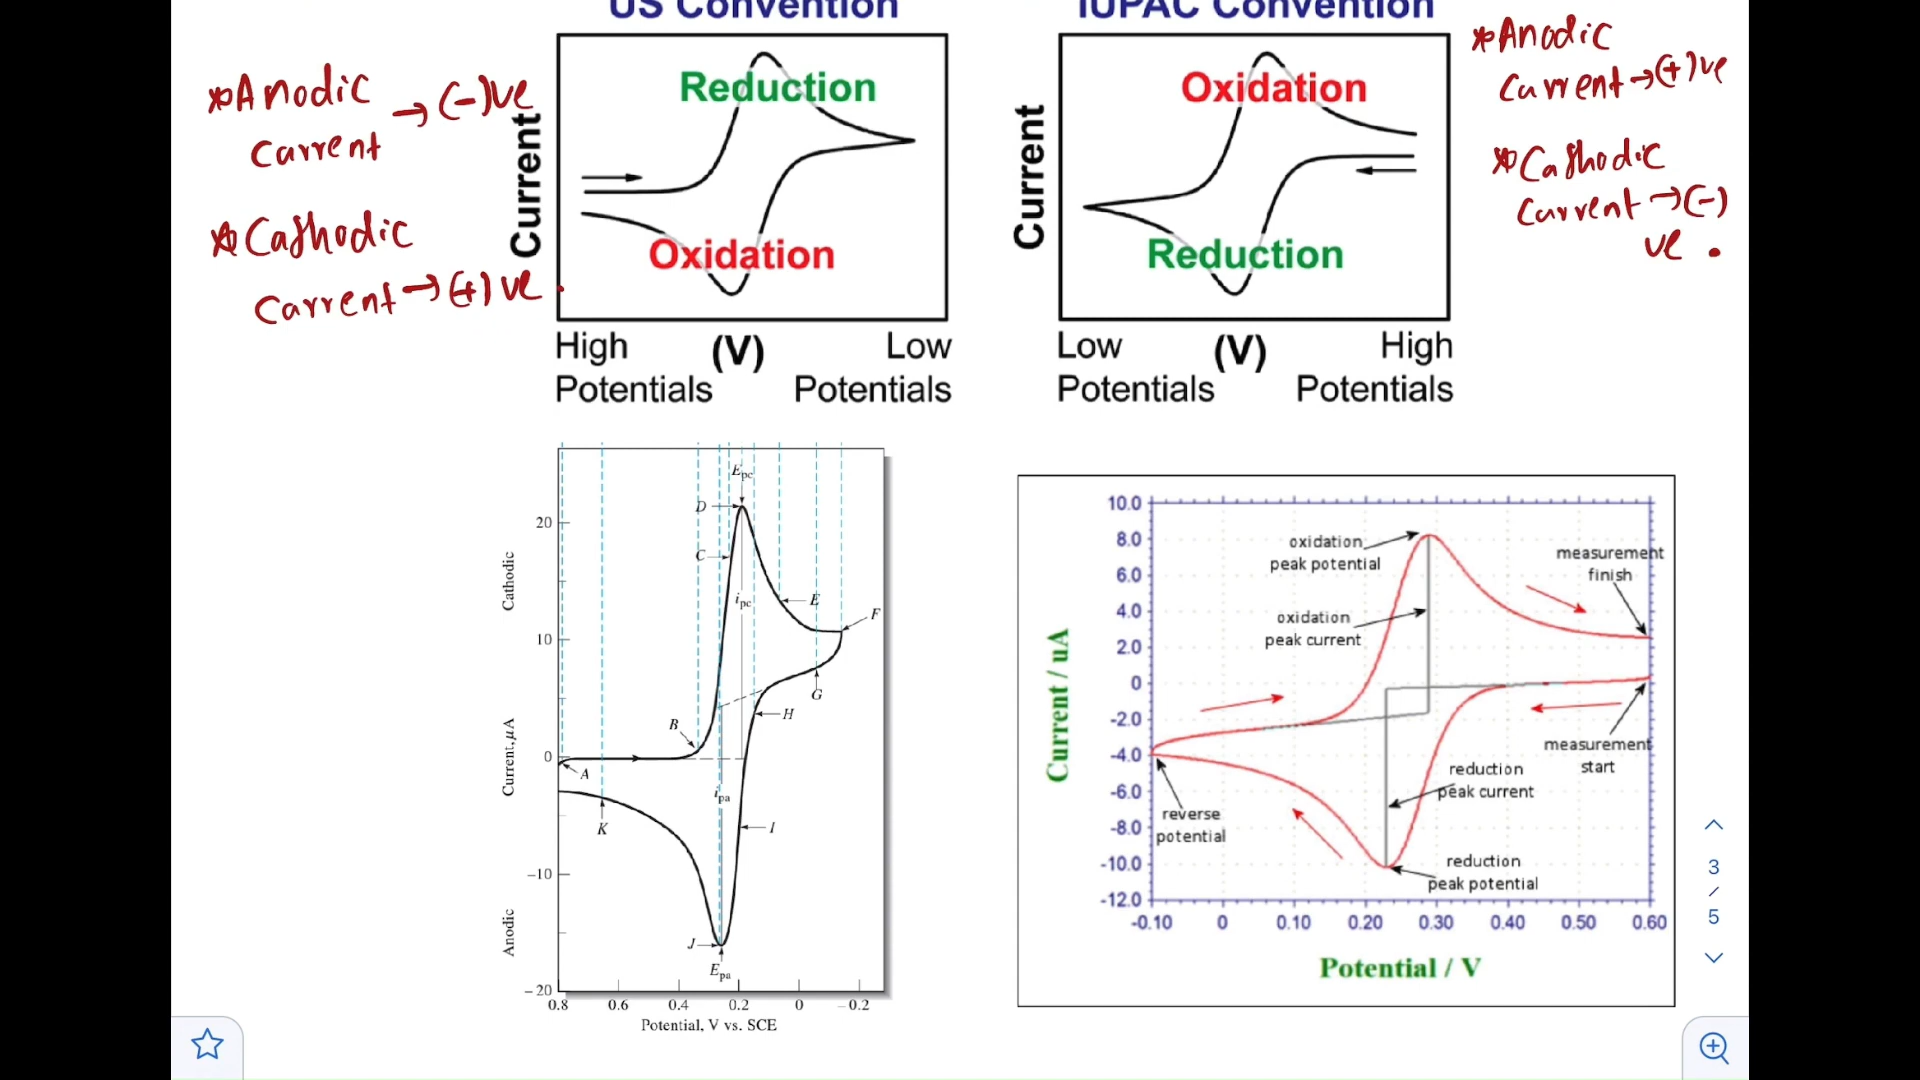 US Convention
IUPAC Convention
*Anodic
current → (-)ve
*Cathodic
current → (+)ve.
Current
Reduction
Oxidation
High
Potentials
(V)
Low
Potentials
Current
Oxidation
Reduction
Low
Potentials
(V)
High
Potentials
*Anodic
current → (+)ve
*Cathodic
current → (-)
ve.
Cathodic
Current, μA
Anodic
20
10
0
-10
-20
Epc
D
C
ipc
E
F
G
H
B
A
ipa
K
I
J
Epa
0.8
0.6
0.4
0.2
0
-0.2
Potential, V vs. SCE
Current / uA
10.0
8.0
6.0
4.0
2.0
0
-2.0
-4.0
-6.0
-8.0
-10.0
-12.0
oxidation
peak potential
measurement
finish
oxidation
peak current
measurement
start
reduction
peak current
reverse
potential
reduction
peak potential
-0.10
0
0.10
0.20
0.30
0.40
0.50
0.60
Potential / V
3
/
5